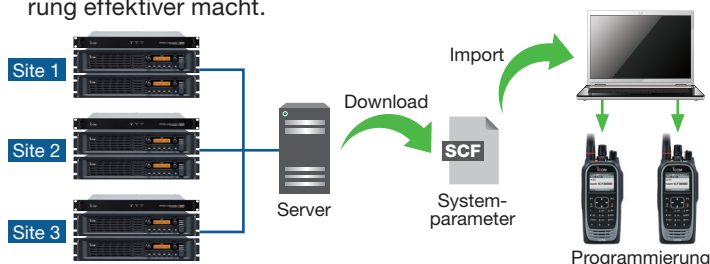 rung effektiver macht.
Site 1
Site 2
Site 3
Server
Download
SCF
System-
parameter
Import
Programmierung